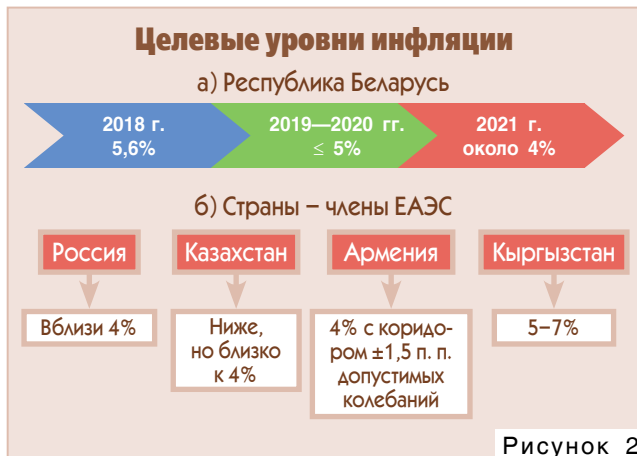 Целевые уровни инфляции
а) Республика Беларусь
2018 г.
5,6%
2019—2020 гг.
≤ 5%
2021 г.
около 4%
б) Страны – члены ЕАЭС
Россия
Казахстан
Армения
Кыргызстан
Вблизи 4%
Ниже,
но близко
к 4%
4% с коридо-
ром ±1,5 п. п.
допустимых
колебаний
5–7%
Рисунок 2